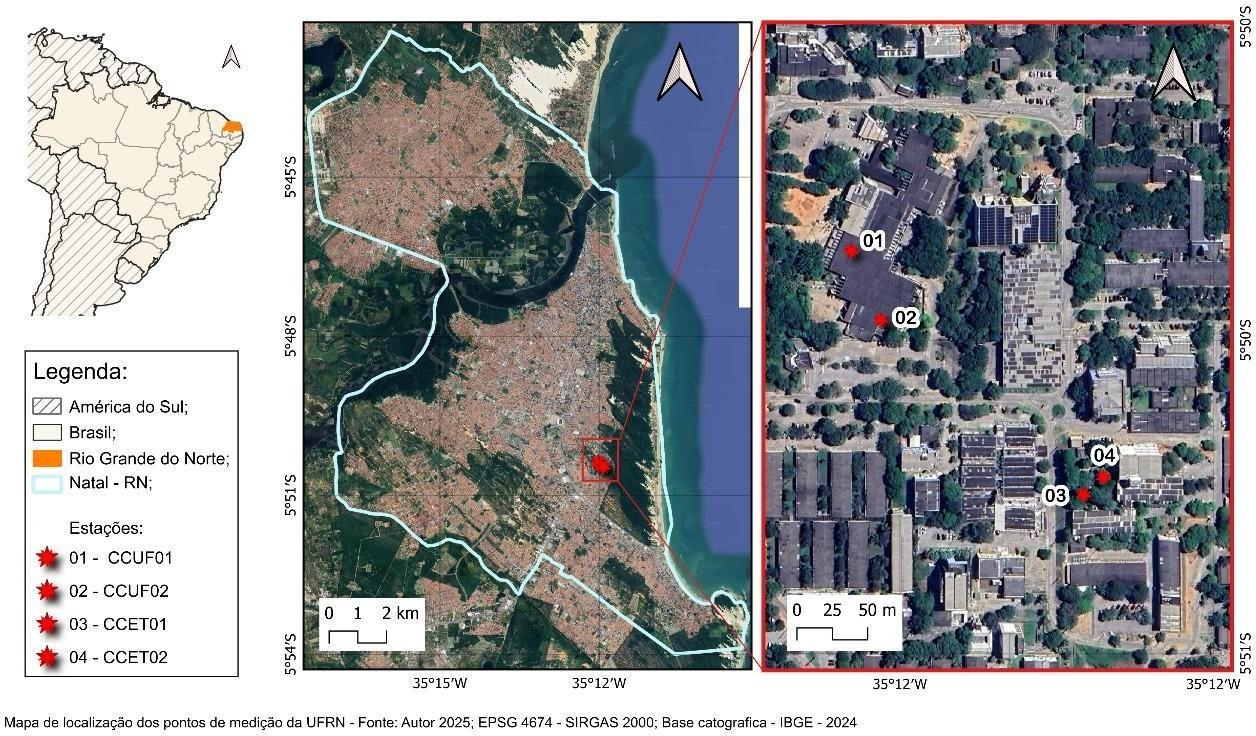 Legenda:
América do Sul;
Brasil;
Rio Grande do Norte;
Natal - RN;
Estações:
01 - CCUF01
02 - CCUF02
03 - CCET01
04 - CCET02
5°45'S
5°48'S
5°51'S
5°54'S
0 1 2 km
35°15'W
35°12'W
01
02
03
04
0 25 50 m
5°50'S
5°50'S
5°51'S
35°12'W
35°12'W
Mapa de localização dos pontos de medição da UFRN - Fonte: Autor 2025; EPSG 4674 - SIRGAS 2000; Base catografica - IBGE - 2024